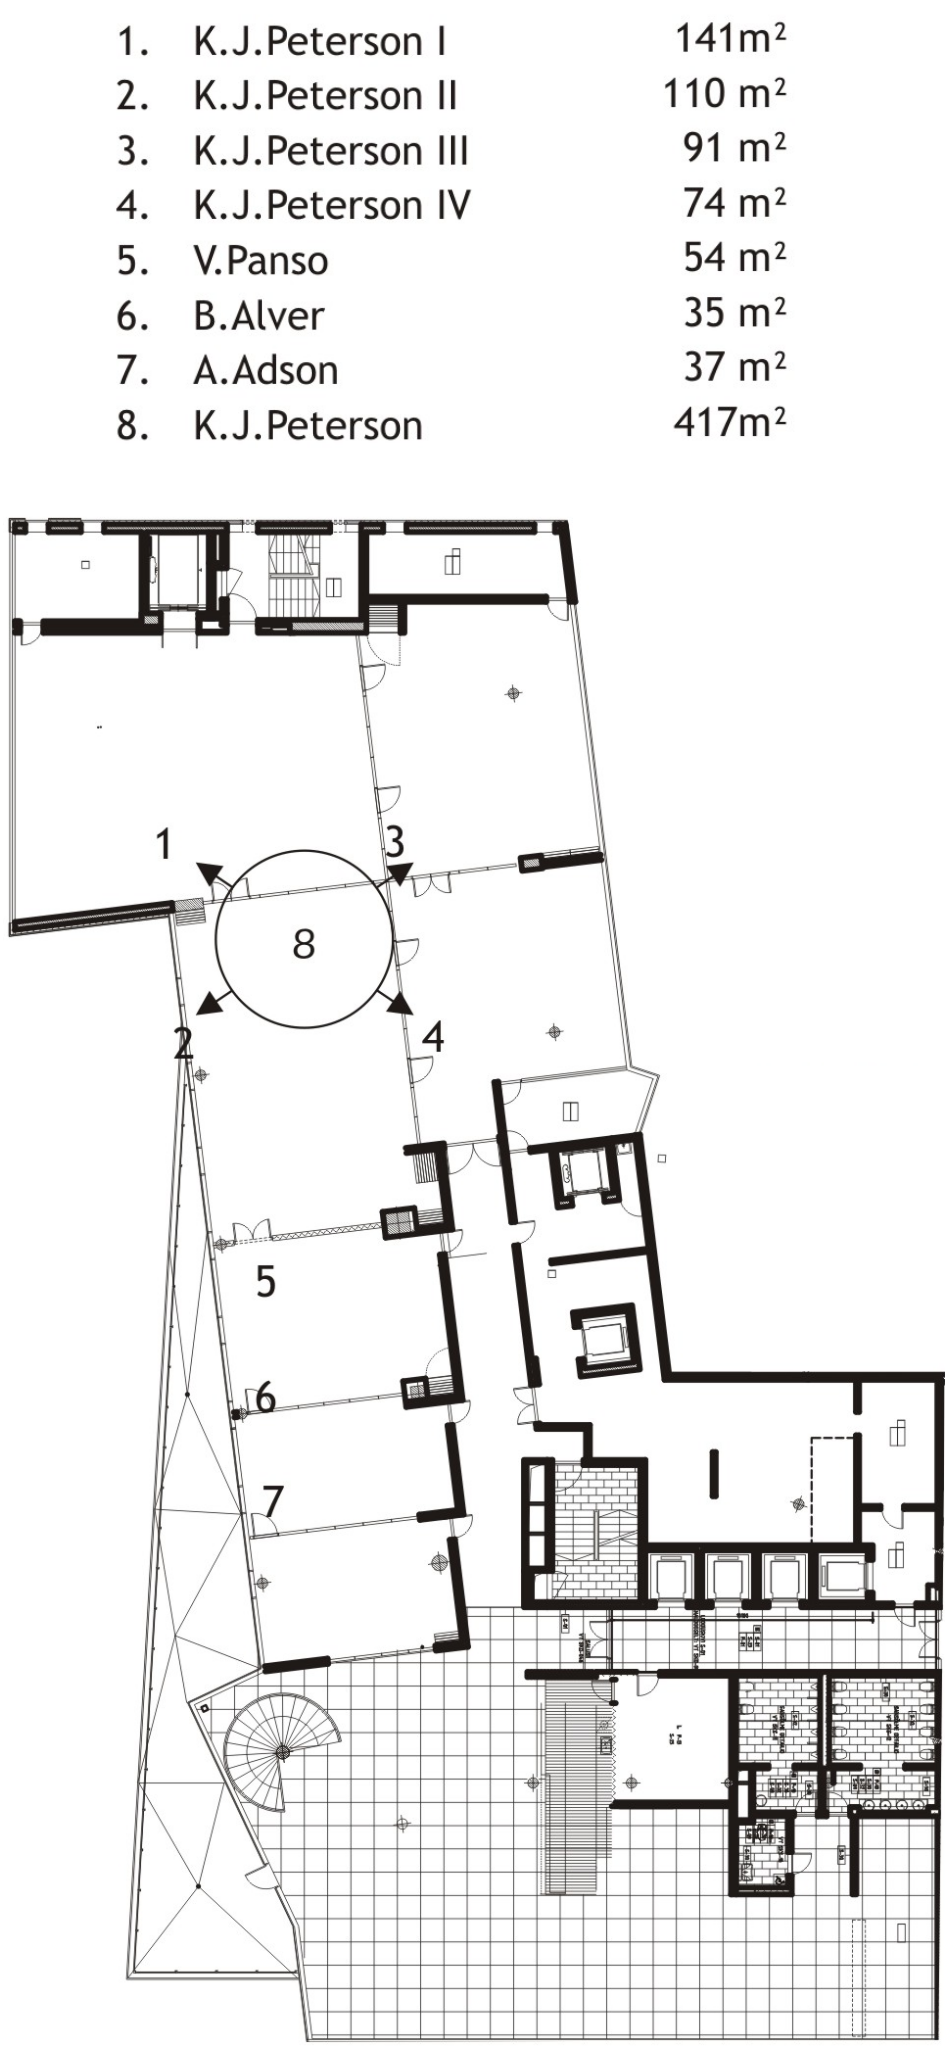 1. K.J.Peterson I 141m²
2. K.J.Peterson II 110 m²
3. K.J.Peterson III 91 m²
4. K.J.Peterson IV 74 m²
5. V.Panso 54 m²
6. B.Alver 35 m²
7. A.Adson 37 m²
8. K.J.Peterson 417m²
1
3
8
2
4
5
6
7